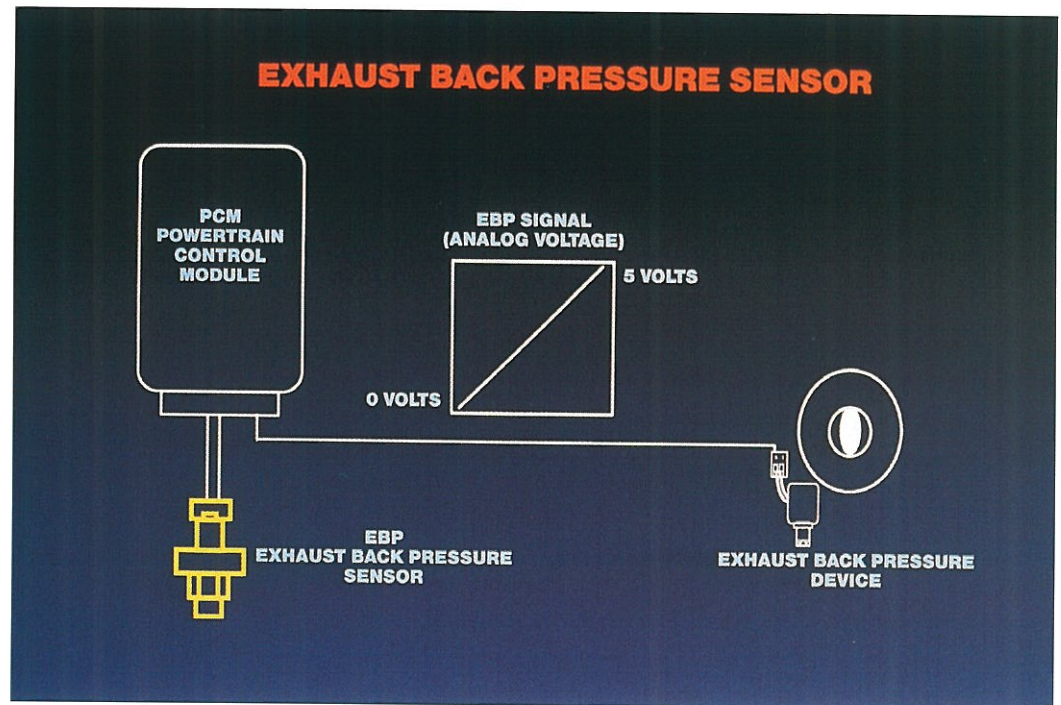 EXHAUST BACK PRESSURE SENSOR
PCM
POWERTRAIN
CONTROL
MODULE
EBP SIGNAL
(ANALOG VOLTAGE)
5 VOLTS
0 VOLTS
EBP
EXHAUST BACK PRESSURE
SENSOR
EXHAUST BACK PRESSURE
DEVICE